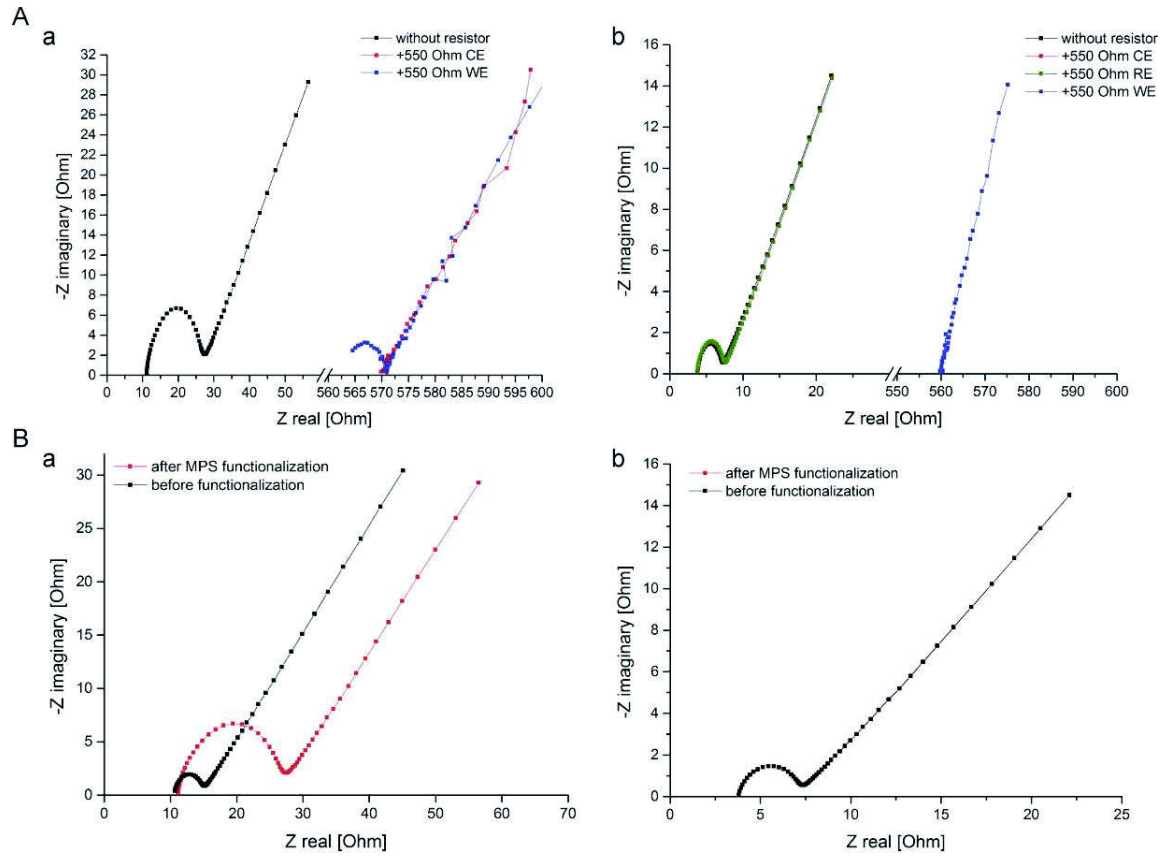 A
a
without resistor
+550 Ohm CE
+550 Ohm WE
32
30
28
26
24
22
20
18
16
14
12
10
8
6
4
2
0
-Z imaginary [Ohm]
0 10 20 30 40 50 560 565 570 575 580 585 590 595 600
Z real [Ohm]
b
without resistor
+550 Ohm CE
+550 Ohm RE
+550 Ohm WE
16
14
12
10
8
6
4
2
0
-Z imaginary [Ohm]
0 10 20 550 560 570 580 590 600
Z real [Ohm]
B
a
after MPS functionalization
before functionalization
30
25
20
15
10
5
0
-Z imaginary [Ohm]
0 10 20 30 40 50 60 70
Z real [Ohm]
b
after MPS functionalization
before functionalization
16
14
12
10
8
6
4
2
0
-Z imaginary [Ohm]
0 5 10 15 20 25
Z real [Ohm]